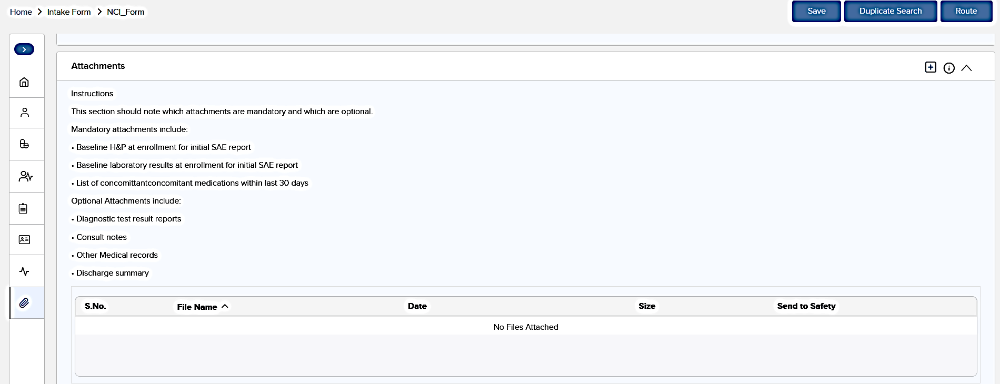 Home > Intake Form > NCI_Form
Save Duplicate Search Route
Attachments
Instructions
This section should note which attachments are mandatory and which are optional.
Mandatory attachments include:
• Baseline H&P at enrollment for initial SAE report
• Baseline laboratory results at enrollment for initial SAE report
• List of concomittantconcomitant medications within last 30 days
Optional Attachments include:
• Diagnostic test result reports
• Consult notes
• Other Medical records
• Discharge summary
S.No. File Name Date Size Send to Safety
No Files Attached